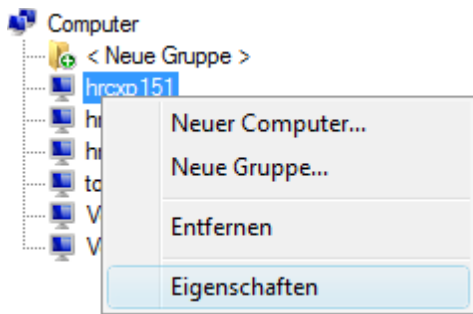 Computer
< Neue Gruppe >
hrcxp151
Neuer Computer...
Neue Gruppe...
Entfernen
Eigenschaften